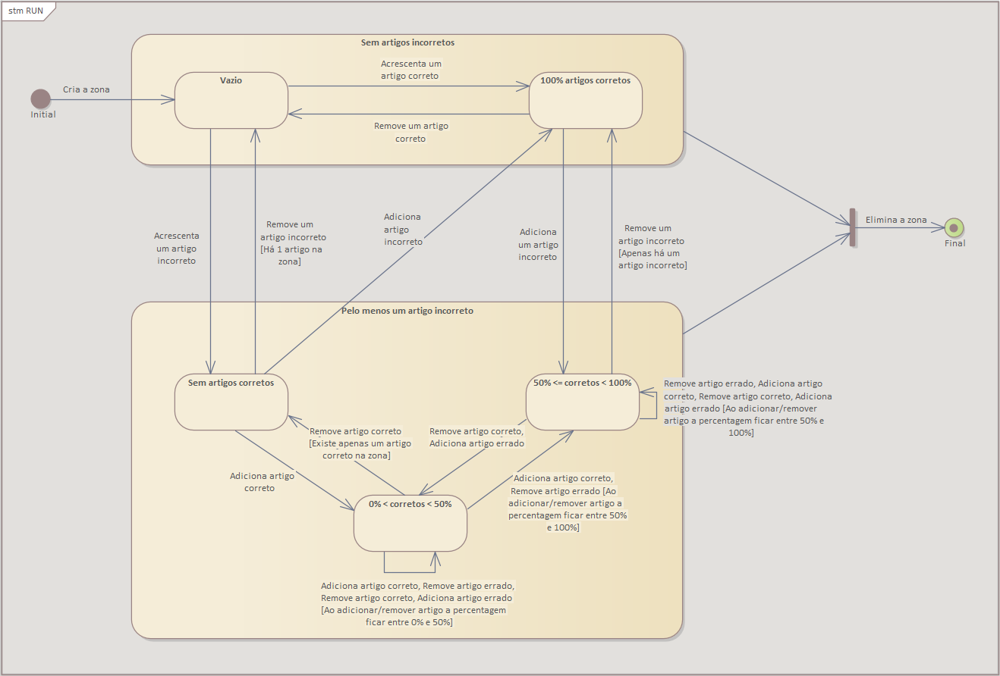 stm RUN
Sem artigos incorretos
Acrescenta um
artigo correto
Vazio
100% artigos corretos
Cria a zona
Initial
Remove um artigo
correto
Acrescenta
um artigo
incorreto
Remove um
artigo incorreto
[Há 1 artigo na
zona]
Adiciona
artigo
incorreto
Adiciona
um artigo
incorreto
Remove um
artigo incorreto
[Apenas há um
artigo incorreto]
Elimina a zona
Final
Pelo menos um artigo incorreto
Sem artigos corretos
50% <= corretos < 100%
Remove artigo errado, Adiciona artigo
correto, Remove artigo correto, Adiciona
artigo errado [Ao adicionar/remover
artigo a percentagem ficar entre 50% e
100%]
Remove artigo correto
[Existe apenas um artigo
correto na zona]
Remove artigo correto,
Adiciona artigo errado
Adiciona artigo
correto
Adiciona artigo correto,
Remove artigo errado [Ao
adicionar/remover artigo a
percentagem ficar entre 50%
e 100%]
0% < corretos < 50%
Adiciona artigo correto, Remove artigo errado,
Remove artigo correto, Adiciona artigo errado
[Ao adicionar/remover artigo a percentagem
ficar entre 0% e 50%]